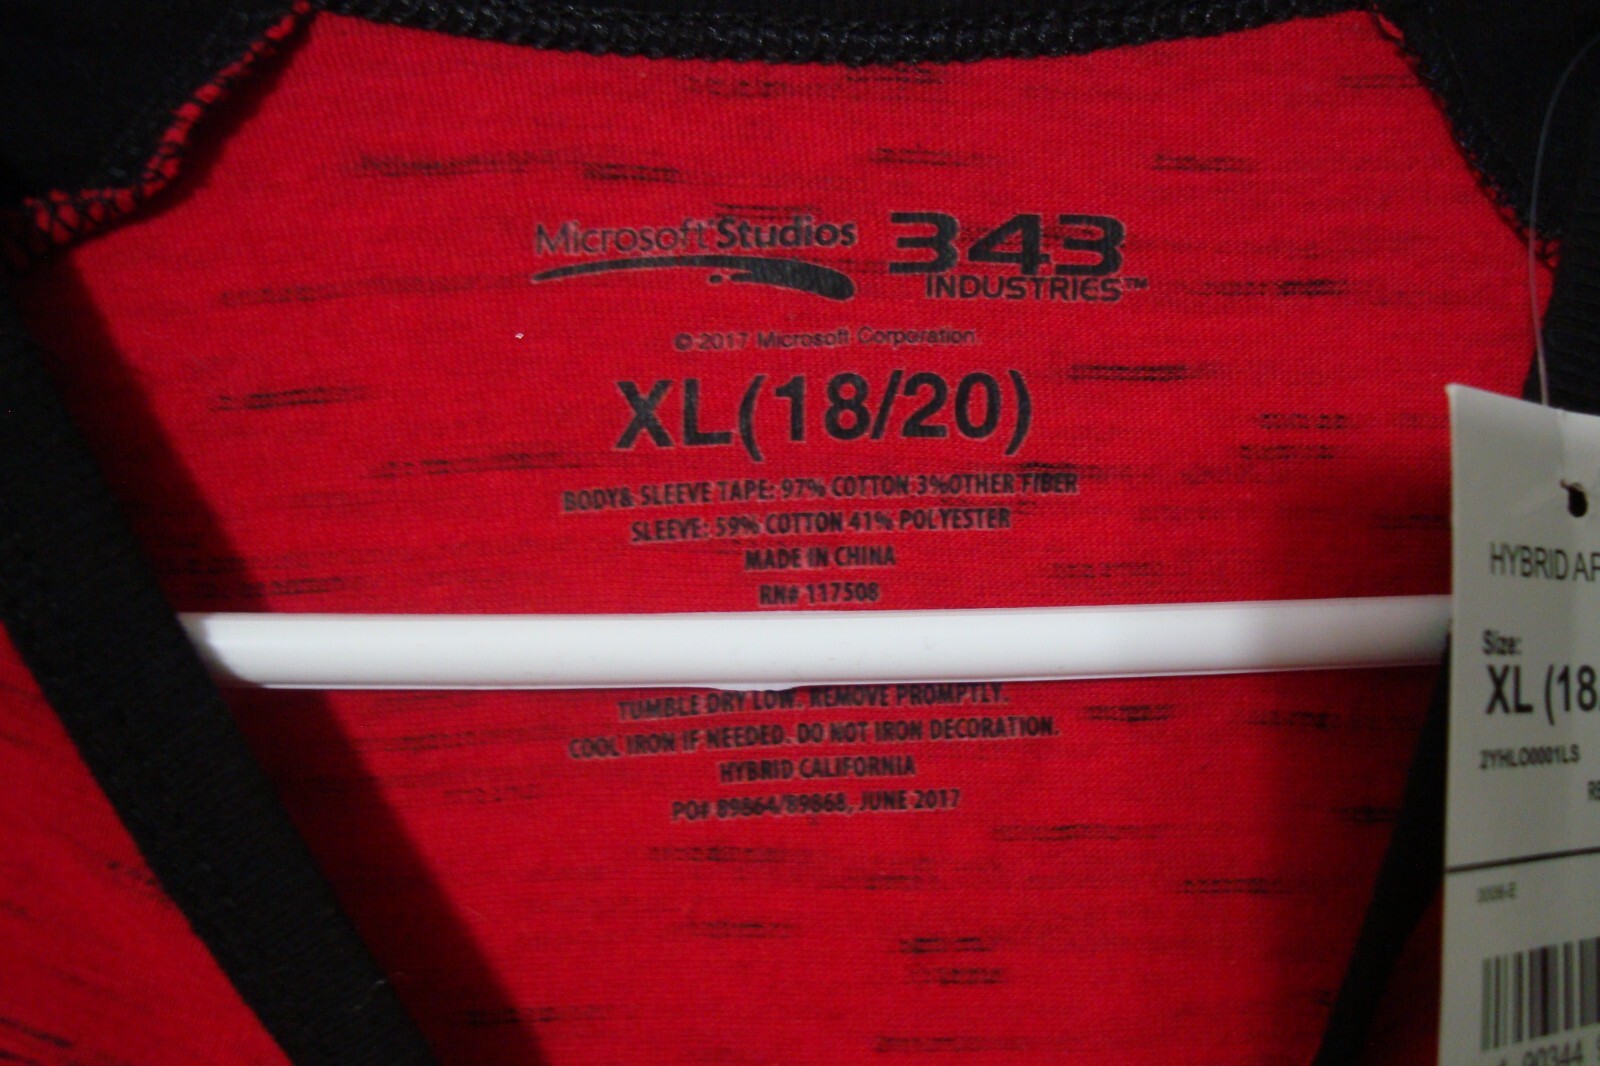 Microsoft Studios
343
INDUSTRIES™
©2017 Microsoft Corporation.
XL(18/20)
BODY& SLEEVE TAPE: 97% COTTON 3%OTHER FIBER
SLEEVE: 59% COTTON 41% POLYESTER
MADE IN CHINA
RN# 117508
TUMBLE DRY LOW. REMOVE PROMPTLY.
COOL IRON IF NEEDED. DO NOT IRON DECORATION.
HYBRID CALIFORNIA
PO# 89864/89868, JUNE 2017
HYBRID AP
Size:
XL (18/
2YHLO0001LS
90344